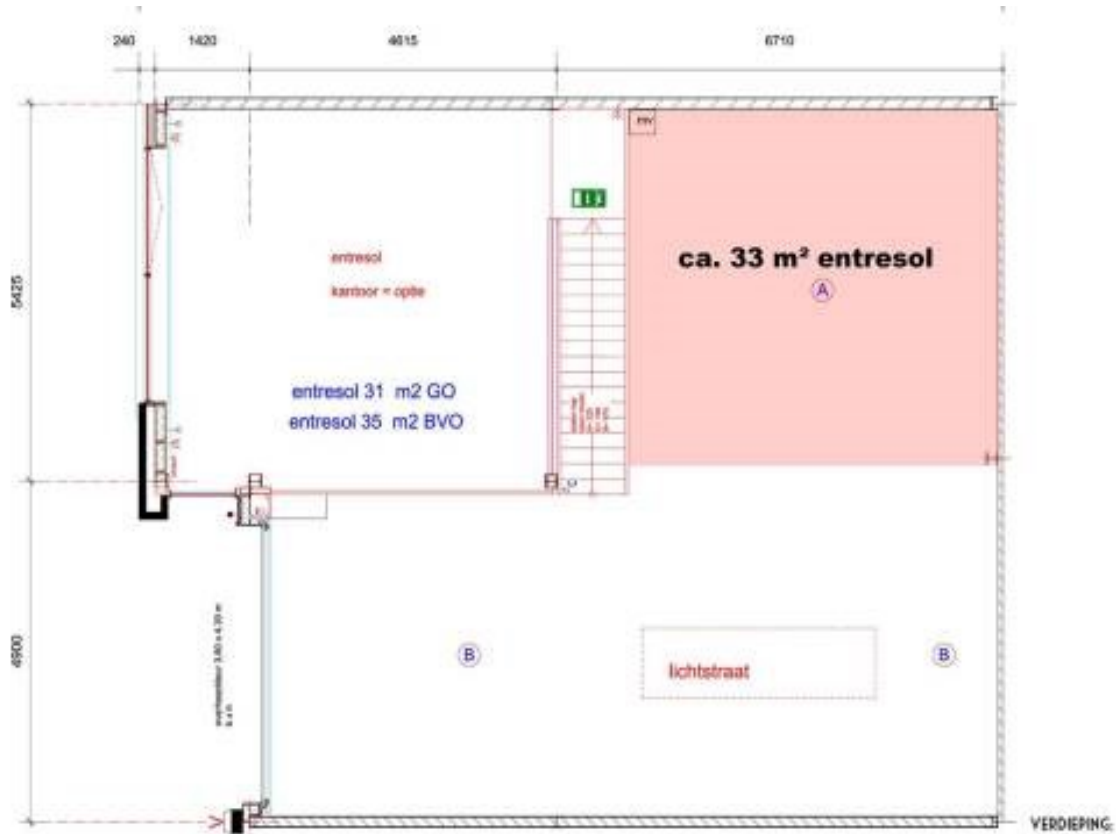 240
1420
4615
6710
mv
ca. 33 m² entresol
A
entresol
kantoor = optie
5425
entresol 31 m2 GO
entresol 35 m2 BVO
4900
B
B
lichtstraat
VERDIEPING